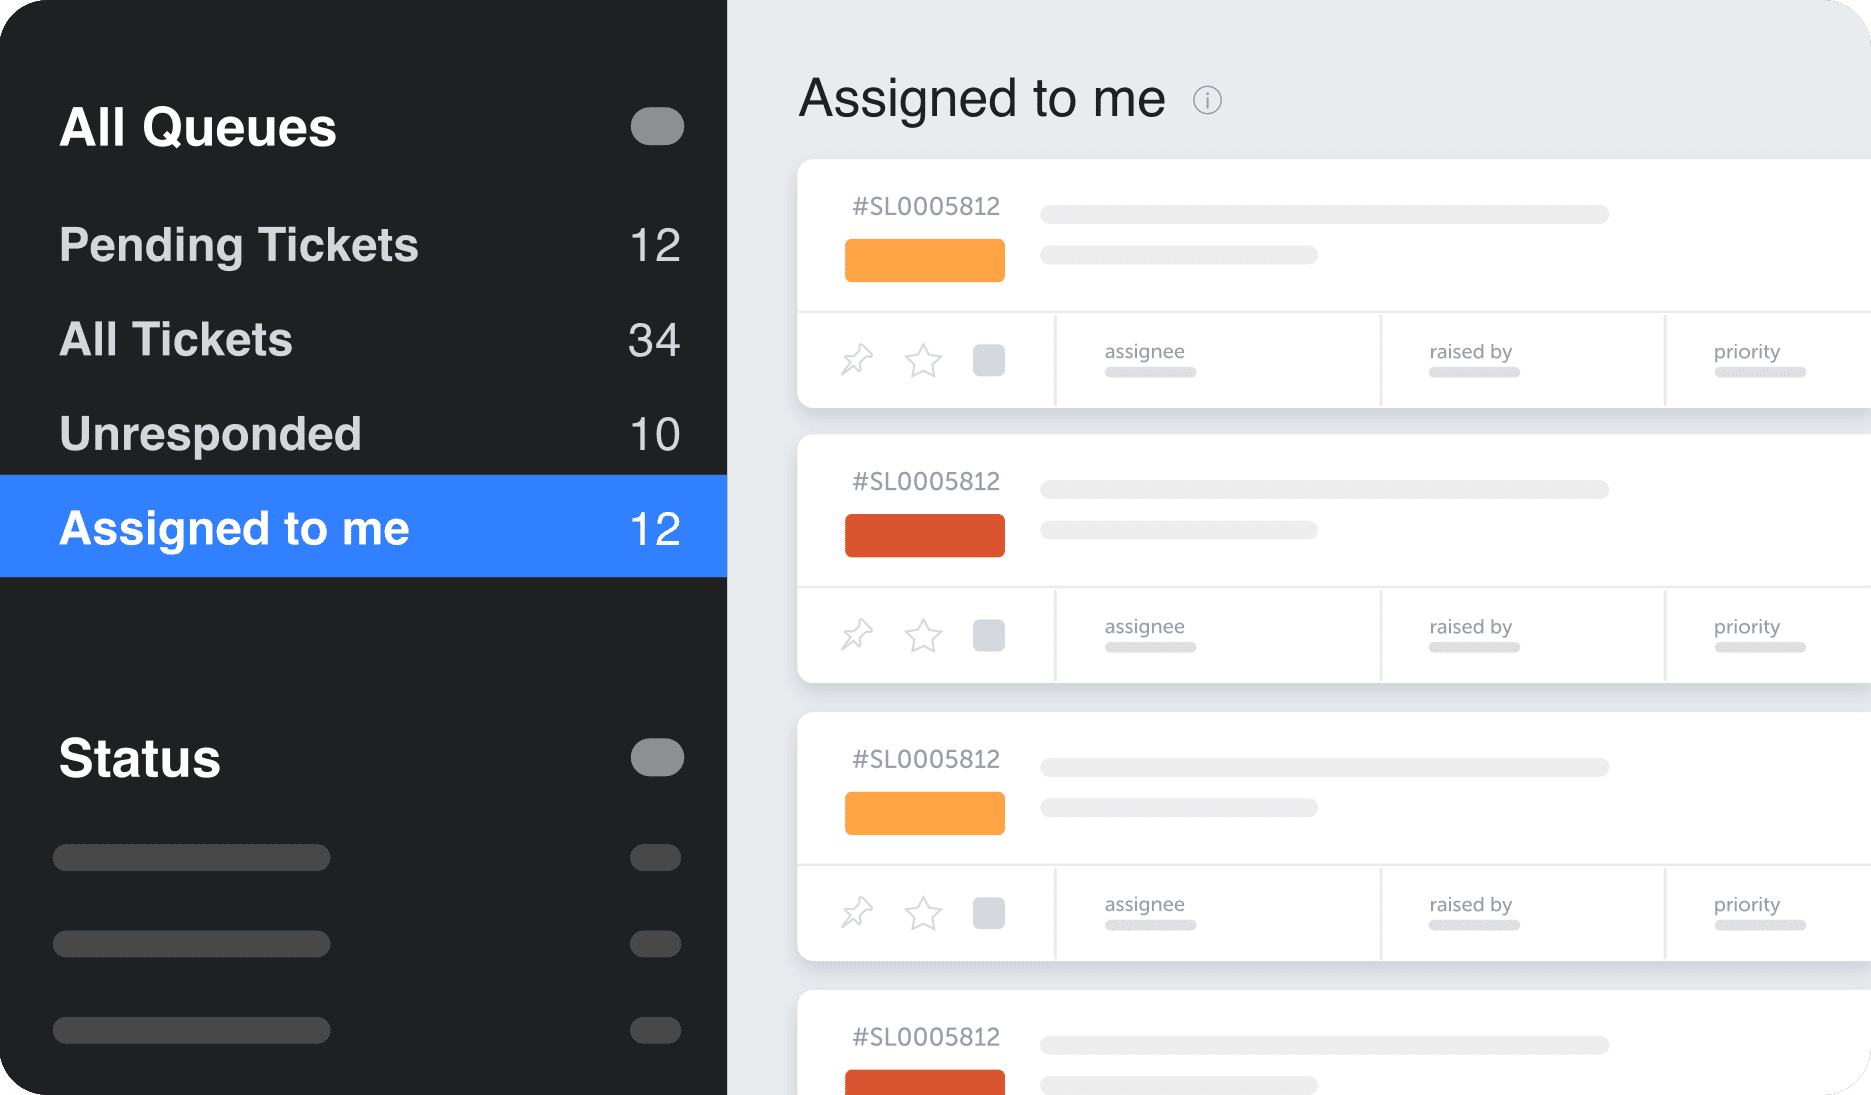 All Queues
Pending Tickets 12
All Tickets 34
Unresponded 10
Assigned to me 12
Status
Assigned to me
#SL0005812
assignee raised by priority
#SL0005812
assignee raised by priority
#SL0005812
assignee raised by priority
#SL0005812